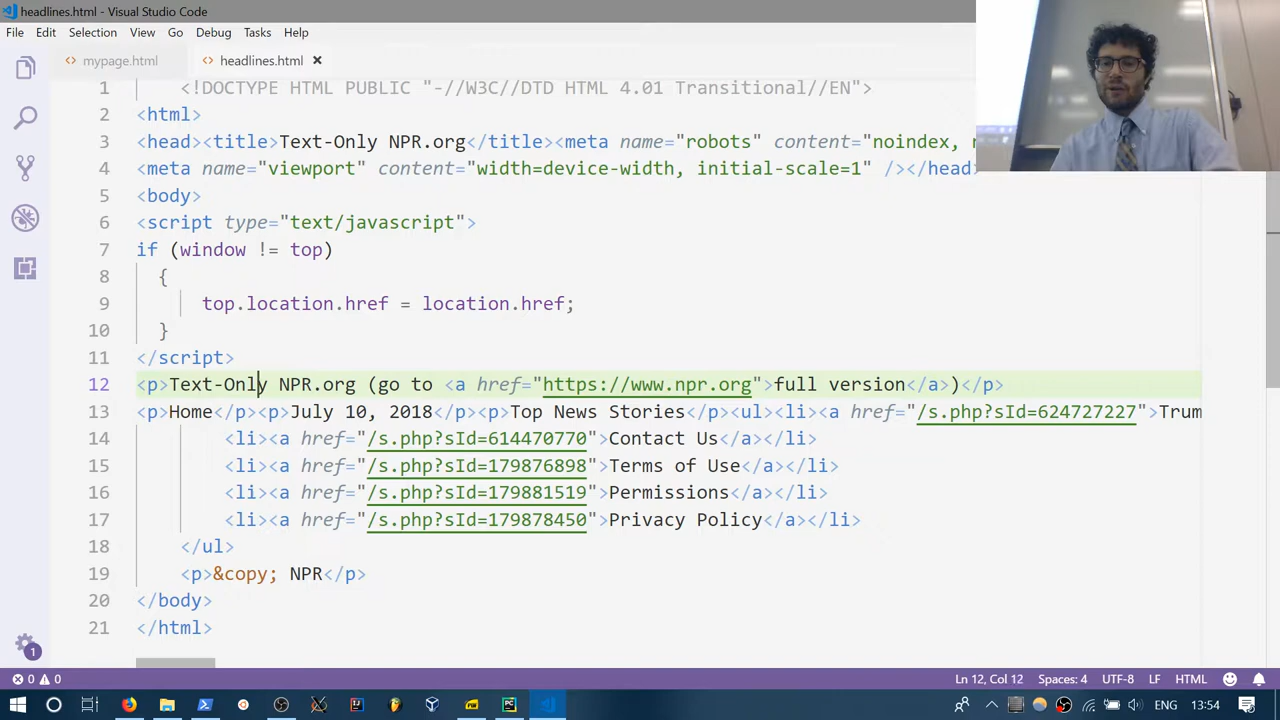 headlines.html - Visual Studio Code
File Edit Selection View Go Debug Tasks Help
mypage.html headlines.html
1 <!DOCTYPE HTML PUBLIC "-//W3C//DTD HTML 4.01 Transitional//EN">
2 <html>
3 <head><title>Text-Only NPR.org</title><meta name="robots" content="noindex,
4 <meta name="viewport" content="width=device-width, initial-scale=1" /></head>
5 <body>
6 <script type="text/javascript">
7 if (window != top)
8 {
9 top.location.href = location.href;
10 }
11 </script>
12 <p>Text-Only NPR.org (go to <a href="https://www.npr.org">full version</a>)</p>
13 <p>Home</p><p>July 10, 2018</p><p>Top News Stories</p><ul><li><a href="/s.php?sId=624727227">Trum
14 <li><a href="/s.php?sId=614470770">Contact Us</a></li>
15 <li><a href="/s.php?sId=179876898">Terms of Use</a></li>
16 <li><a href="/s.php?sId=179881519">Permissions</a></li>
17 <li><a href="/s.php?sId=179878450">Privacy Policy</a></li>
18 </ul>
19 <p>&copy; NPR</p>
20 </body>
21 </html>
1
0 0 Ln 12, Col 12 Spaces: 4 UTF-8 LF HTML
ENG 13:54